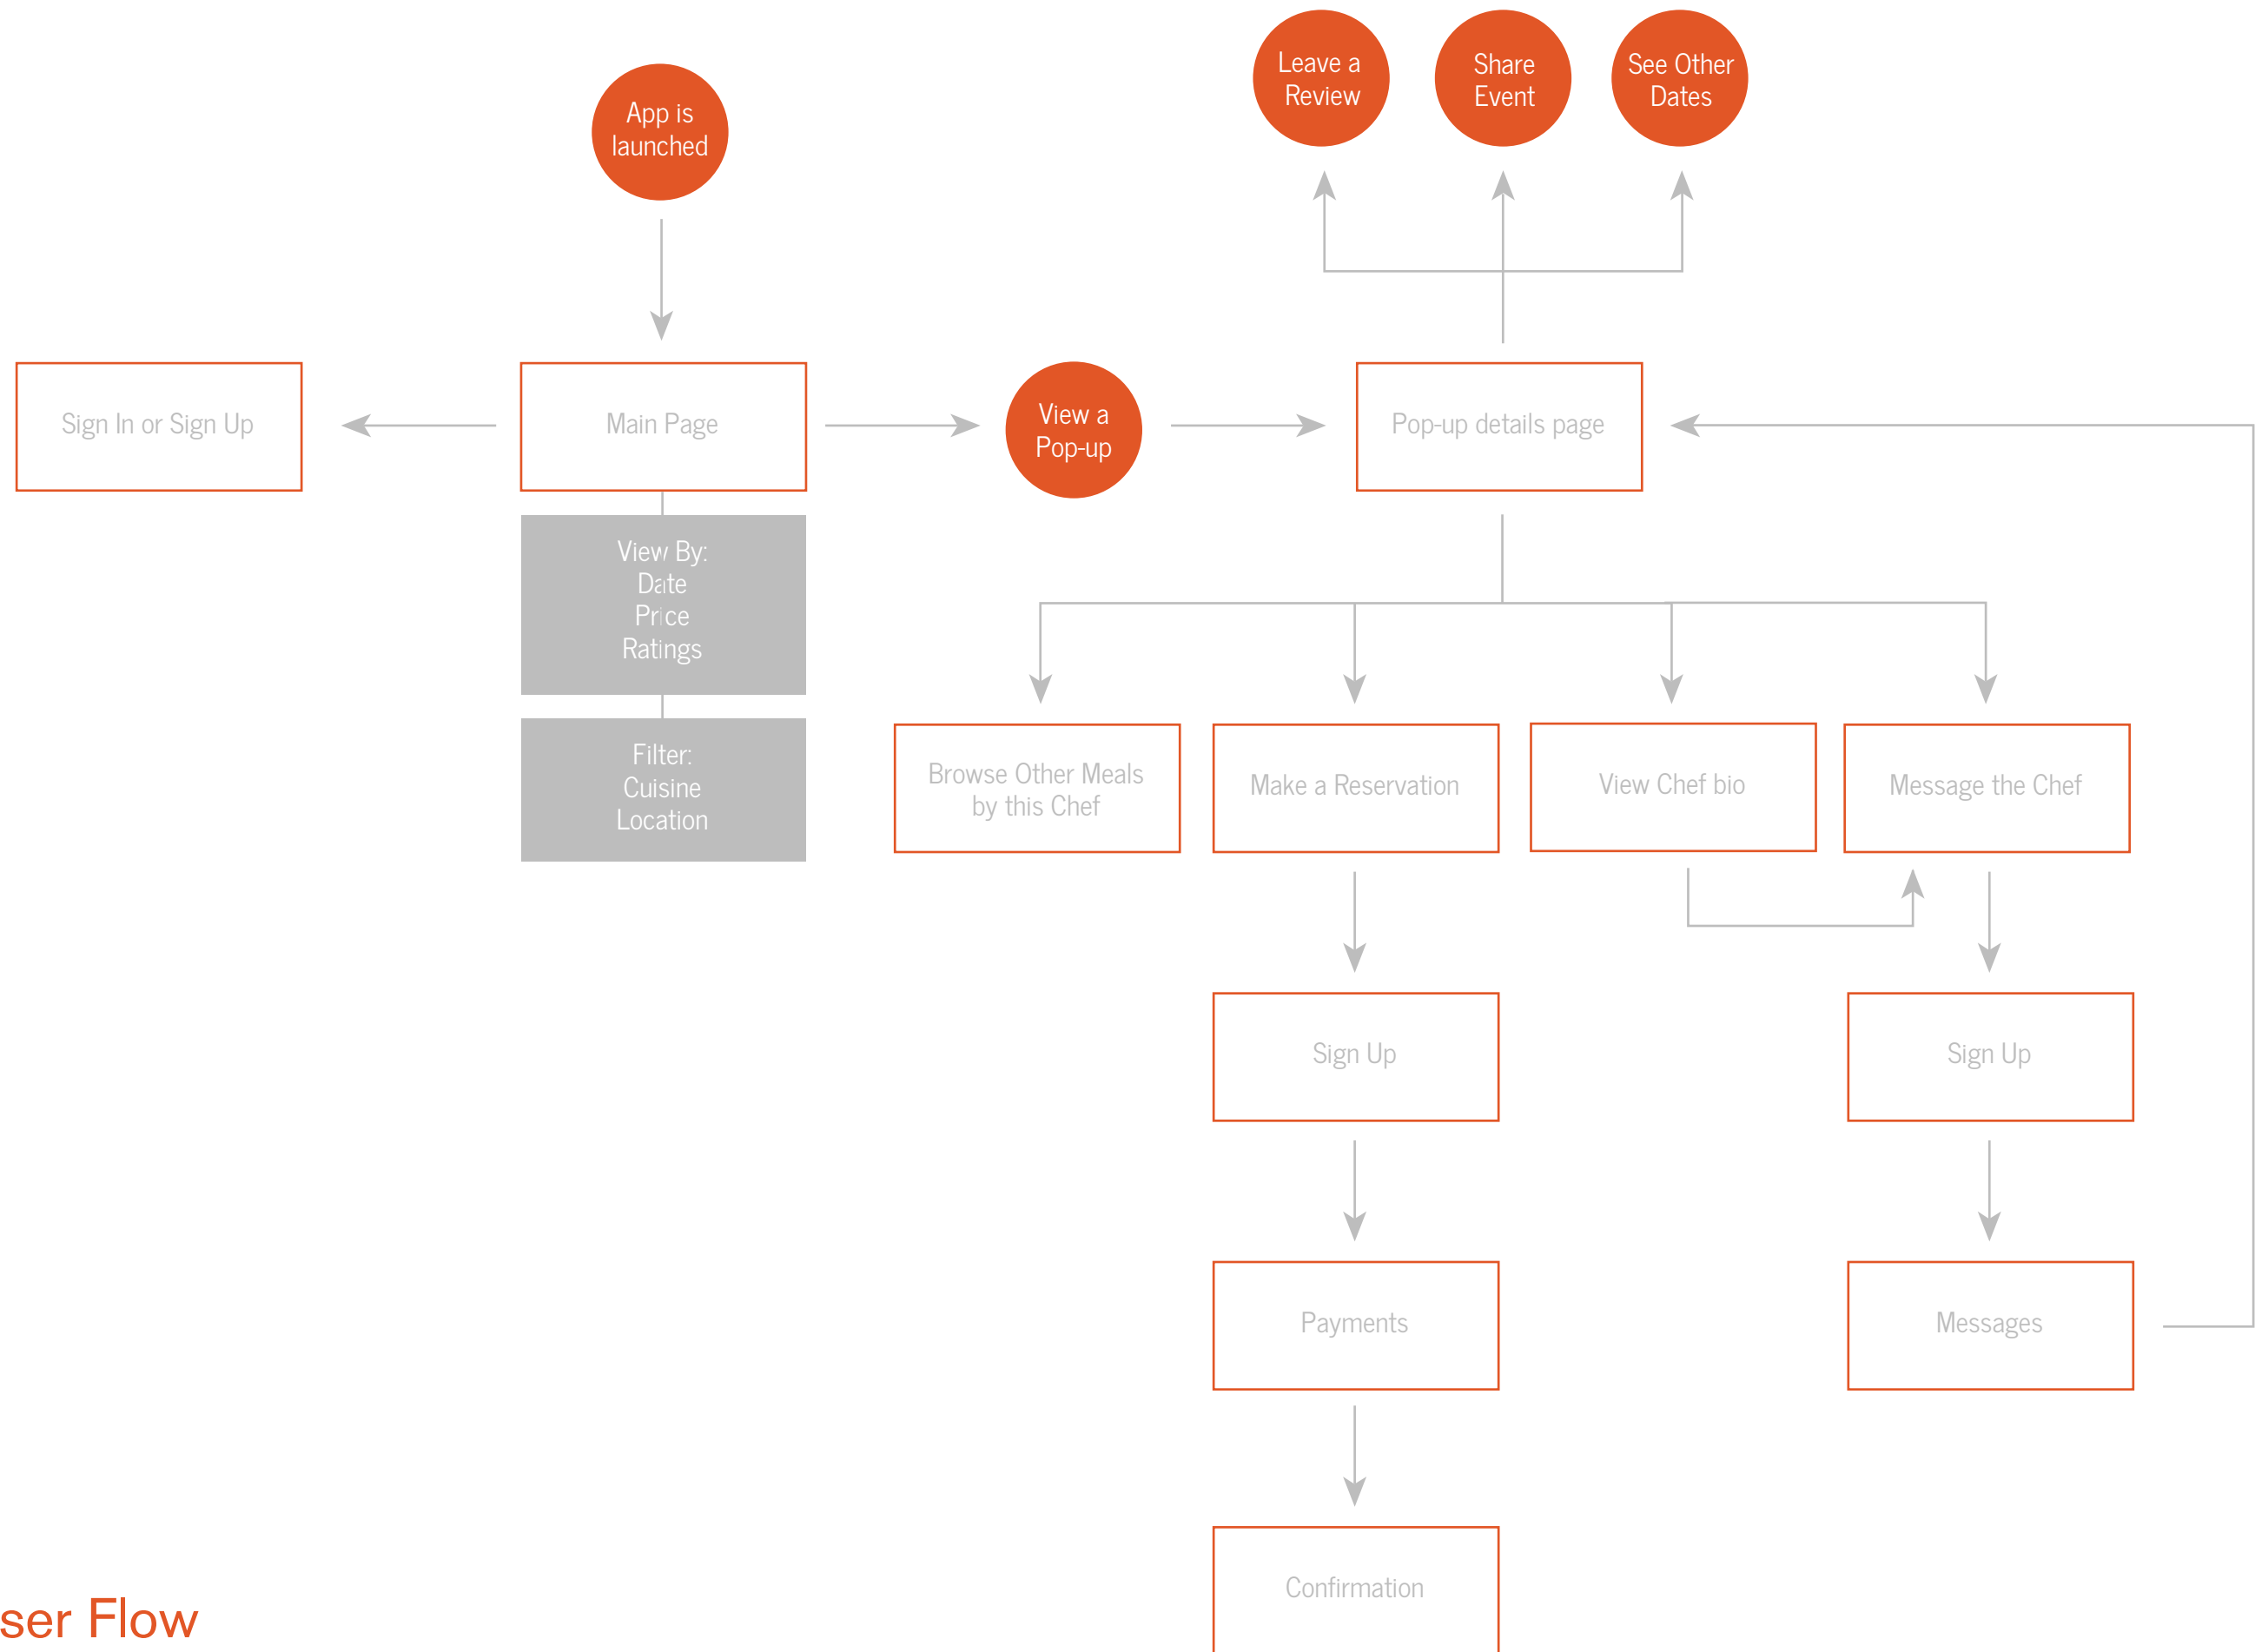 Leave a
Review
Share
Event
See Other
Dates
App is
launched
Sign In or Sign Up
Main Page
View a
Pop-up
Pop-up details page
View By:
Date
Price
Ratings
Filter:
Cuisine
Location
Browse Other Meals
by this Chef
Make a Reservation
View Chef bio
Message the Chef
Sign Up
Sign Up
Payments
Messages
Confirmation
ser Flow